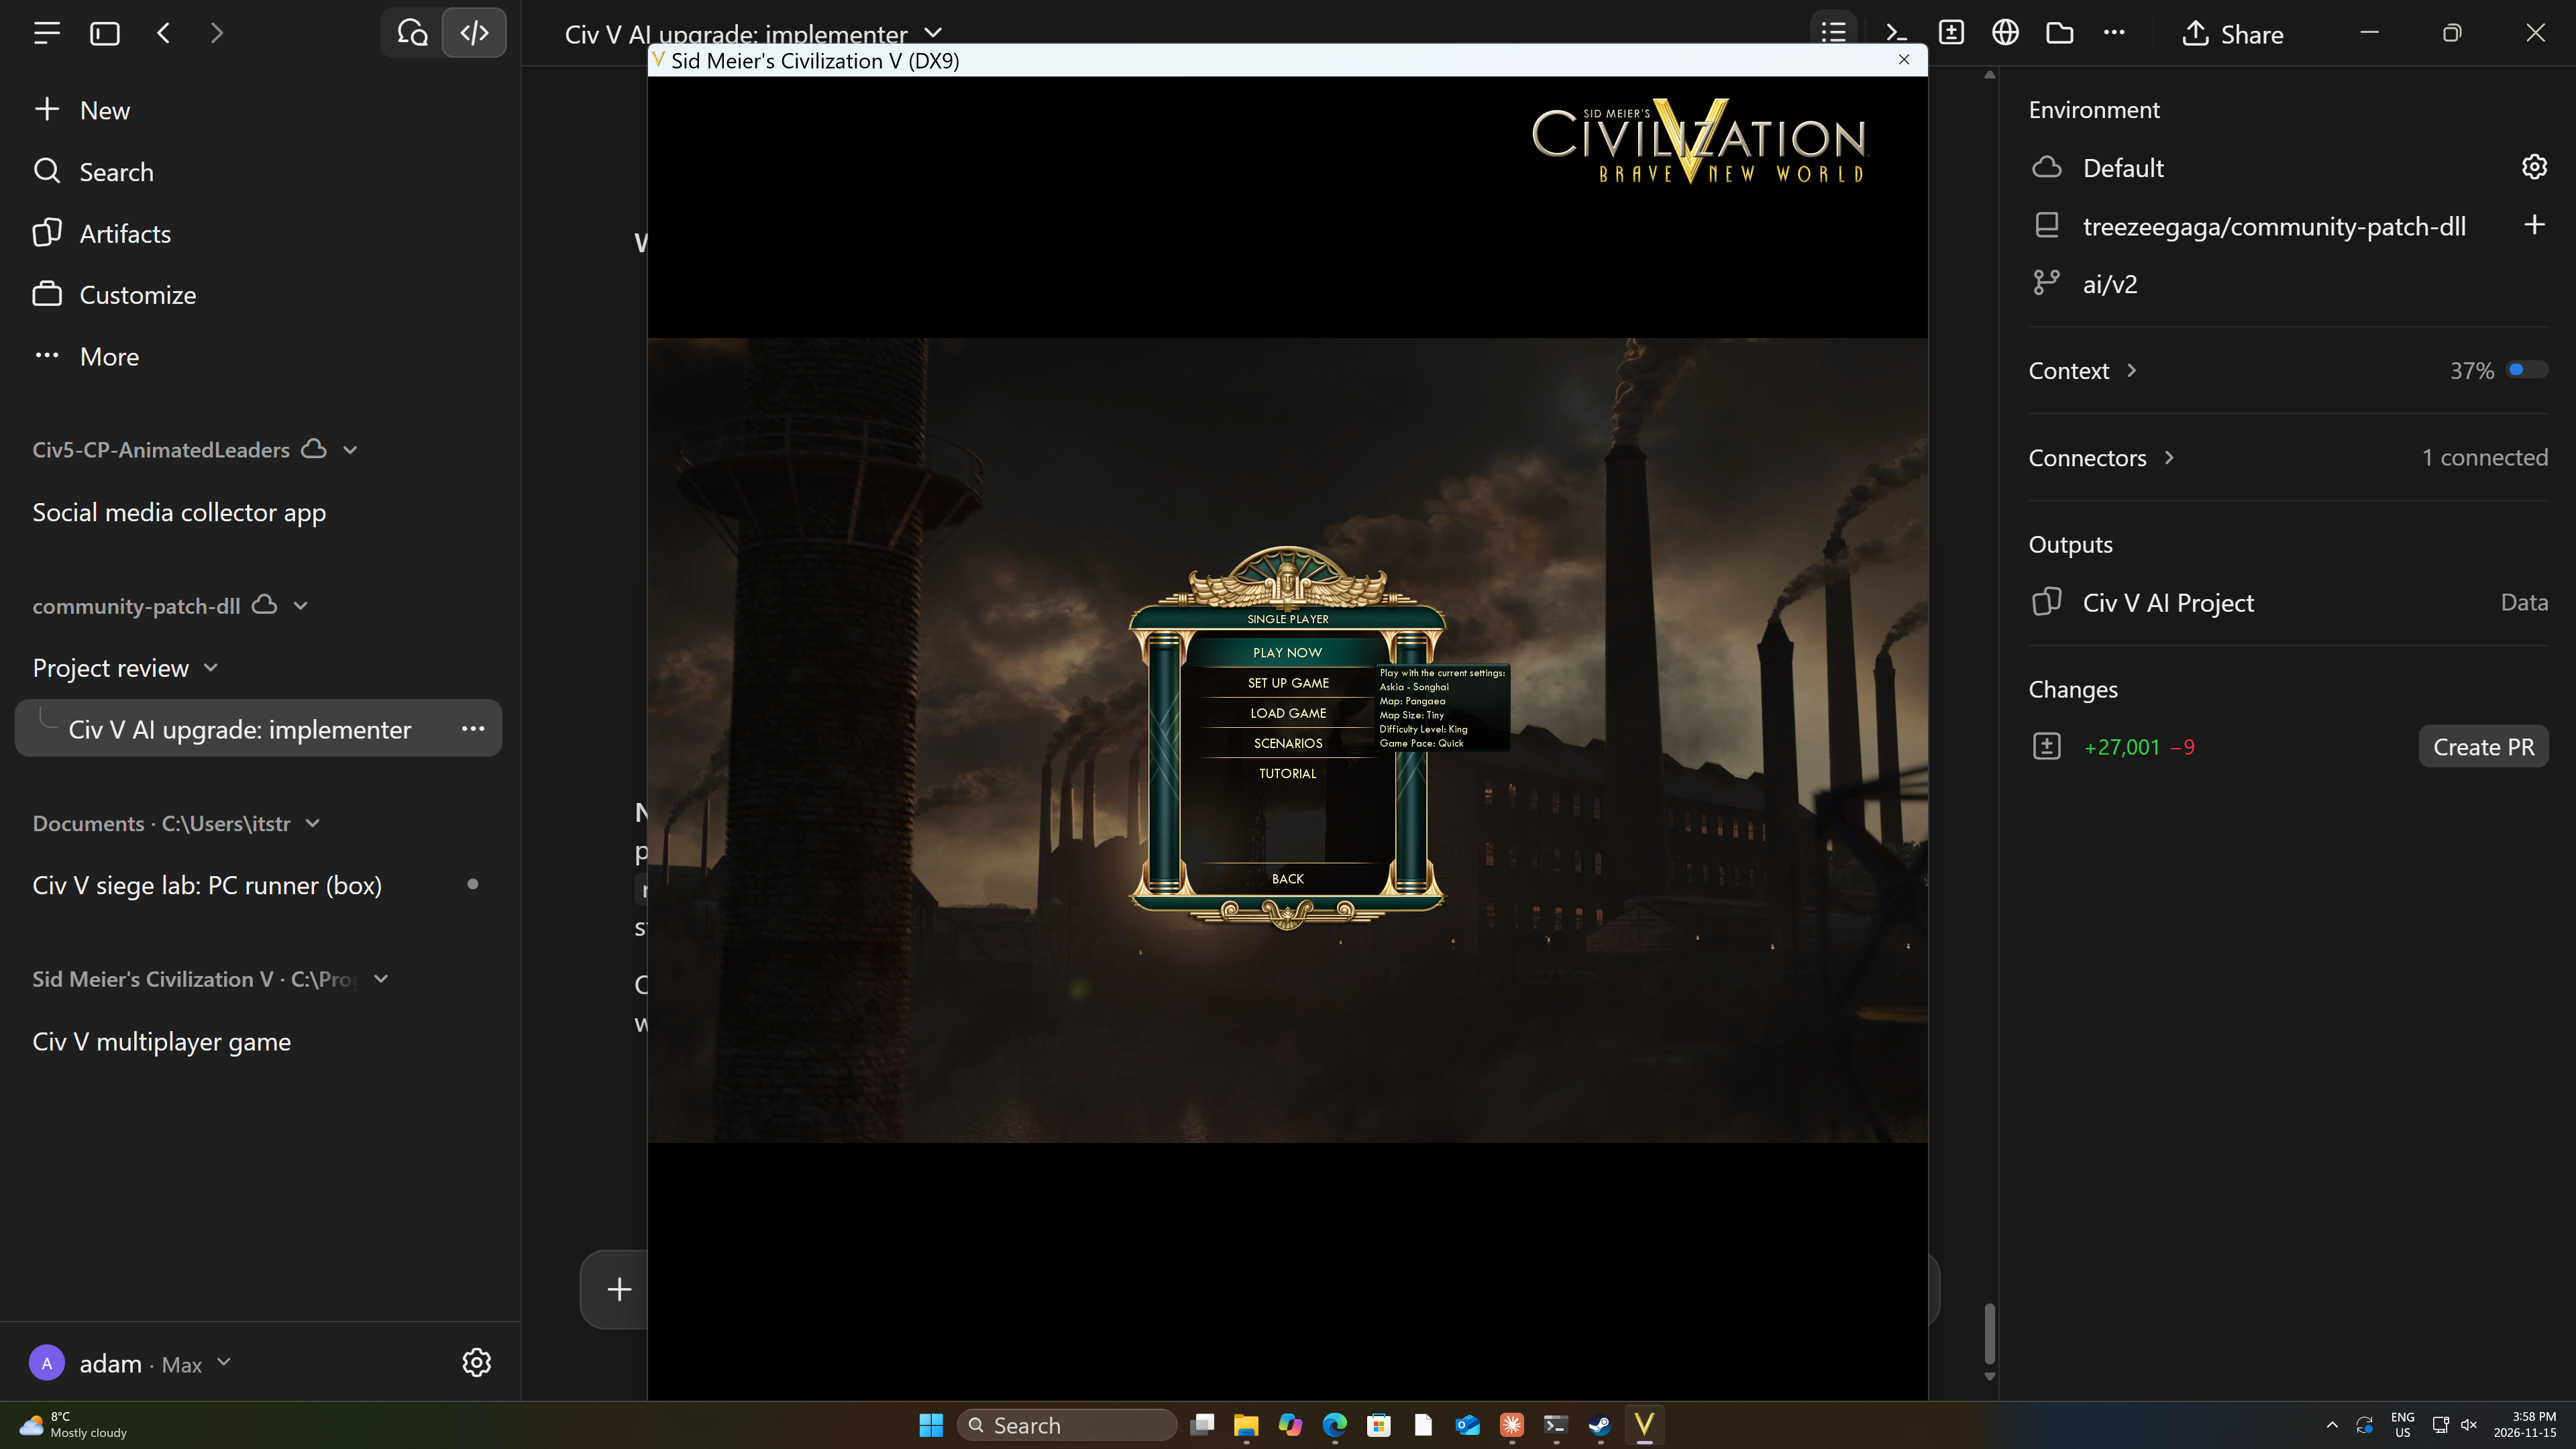 Civ V AI upgrade: implementer
Share
New
Search
Artifacts
Customize
More
Civ5-CP-AnimatedLeaders
Social media collector app
community-patch-dll
Project review
Civ V AI upgrade: implementer
Documents · C:\Users\itstr
Civ V siege lab: PC runner (box)
Sid Meier's Civilization V · C:\Pro
Civ V multiplayer game
A
adam · Max
Sid Meier's Civilization V (DX9)
SID MEIER'S
CIVILIZATION
V
BRAVE NEW WORLD
SINGLE PLAYER
PLAY NOW
SET UP GAME
LOAD GAME
SCENARIOS
TUTORIAL
BACK
Play with the current settings:
Askia - Songhai
Map: Pangaea
Map Size: Tiny
Difficulty Level: King
Game Pace: Quick
Environment
Default
treezeegaga/community-patch-dll
ai/v2
Context 37%
Connectors 1 connected
Outputs
Civ V AI Project Data
Changes
+27,001 −9 Create PR
8°C
Mostly cloudy
Search
ENG
US
3:58 PM
2026-11-15